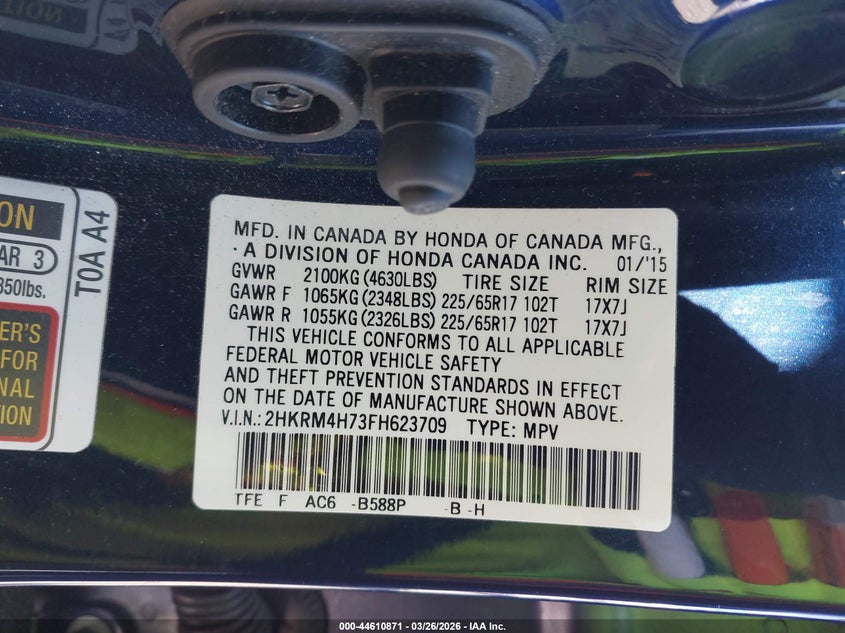 ON
AR 3
850lbs.
ER'S
FOR
NAL
TION
TOA A4
MFD. IN CANADA BY HONDA OF CANADA MFG.,
A DIVISION OF HONDA CANADA INC. 01/'15
GVWR 2100KG (4630LBS) TIRE SIZE RIM SIZE
GAWR F 1065KG (2348LBS) 225/65R17 102T 17X7J
GAWR R 1055KG (2326LBS) 225/65R17 102T 17X7J
THIS VEHICLE CONFORMS TO ALL APPLICABLE
FEDERAL MOTOR VEHICLE SAFETY
AND THEFT PREVENTION STANDARDS IN EFFECT
ON THE DATE OF MANUFACTURE SHOWN ABOVE.
V.I.N.: 2HKRM4H73FH623709 TYPE: MPV
TFE F AC6 -B588P -B -H
000-44610871 | 03/26/2026 - IAA Inc.